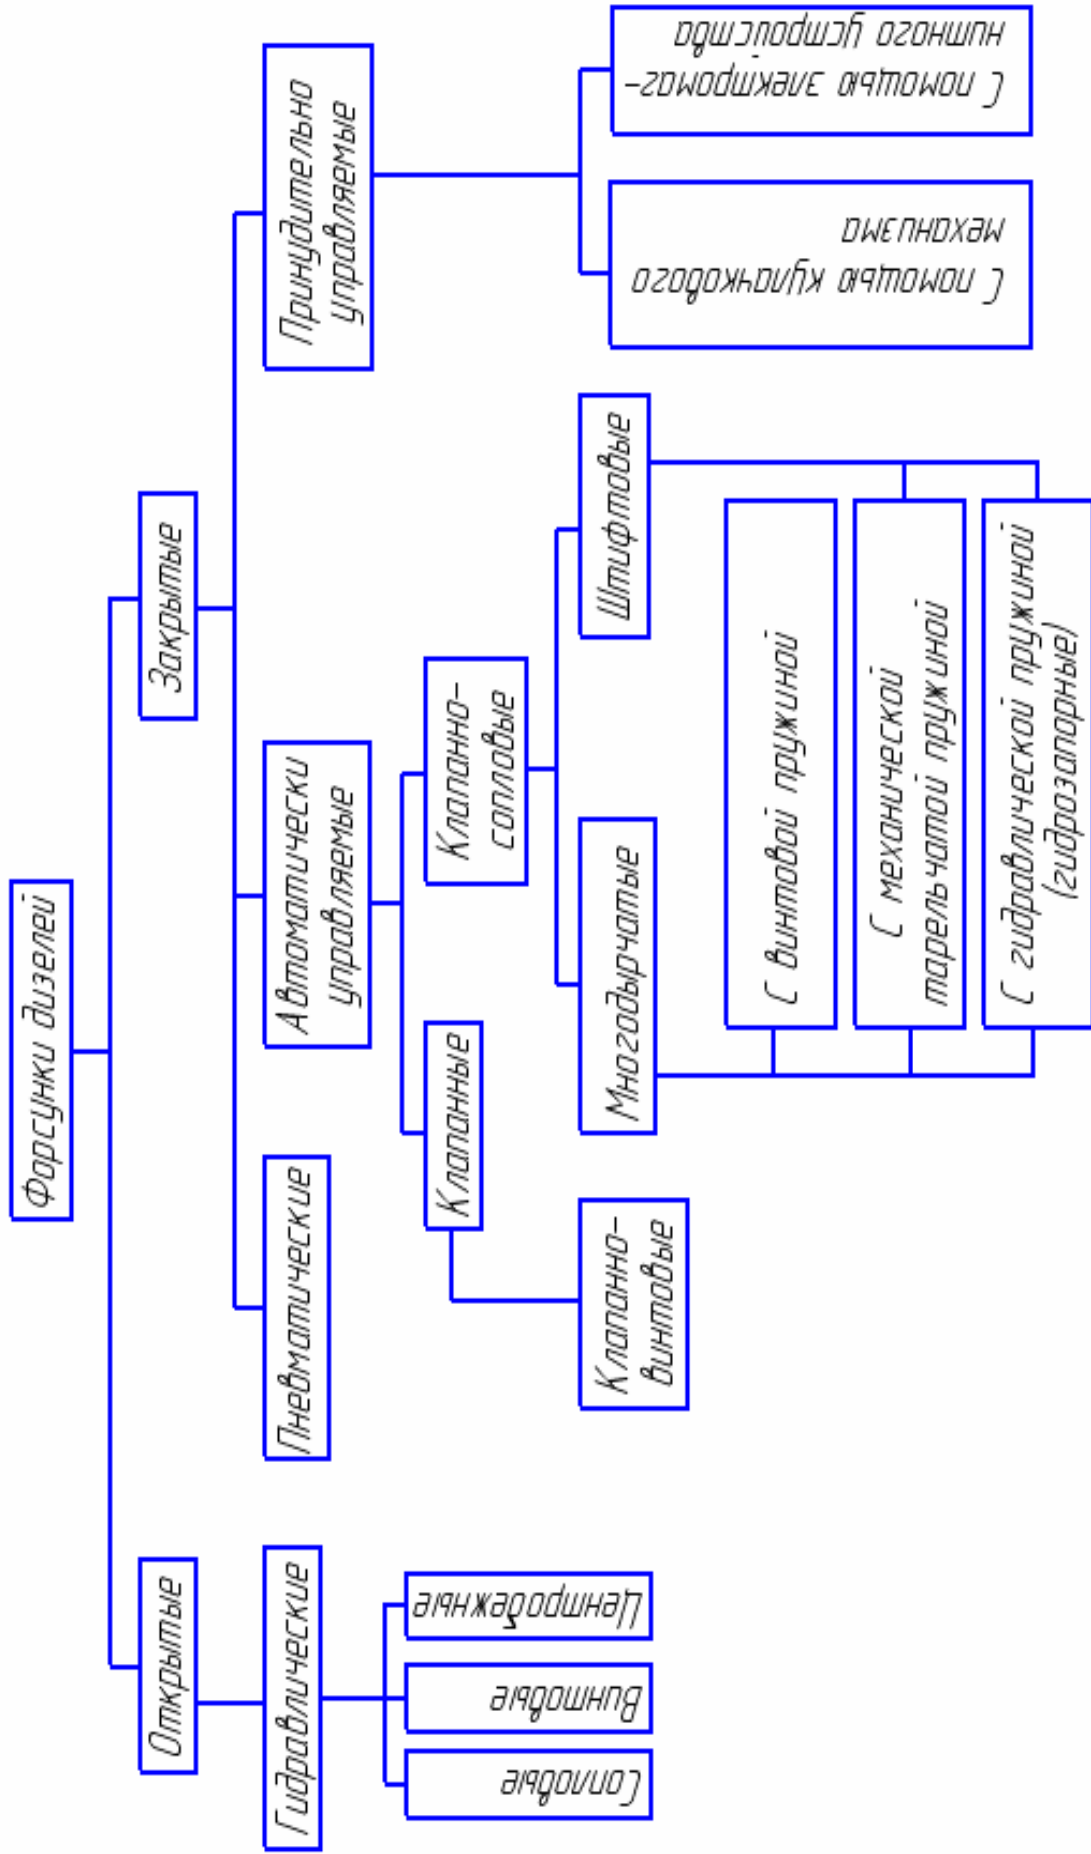 Форсунки дизелей
Открытые
Закрытые
Гидравлические
Пневматические
Автоматически
управляемые
Принудительно
управляемые
Сопловые
Винтовые
Центробежные
Клапанные
Клапанно-
сопловые
Клапанно-
винтовые
Многодырчатые
Штифтовые
С помощью кулачкового
механизма
С помощью электромаг-
нитного устройства
С винтовой пружиной
С механической
тарельчатой пружиной
С гидравлической пружиной
(гидрозапорные)